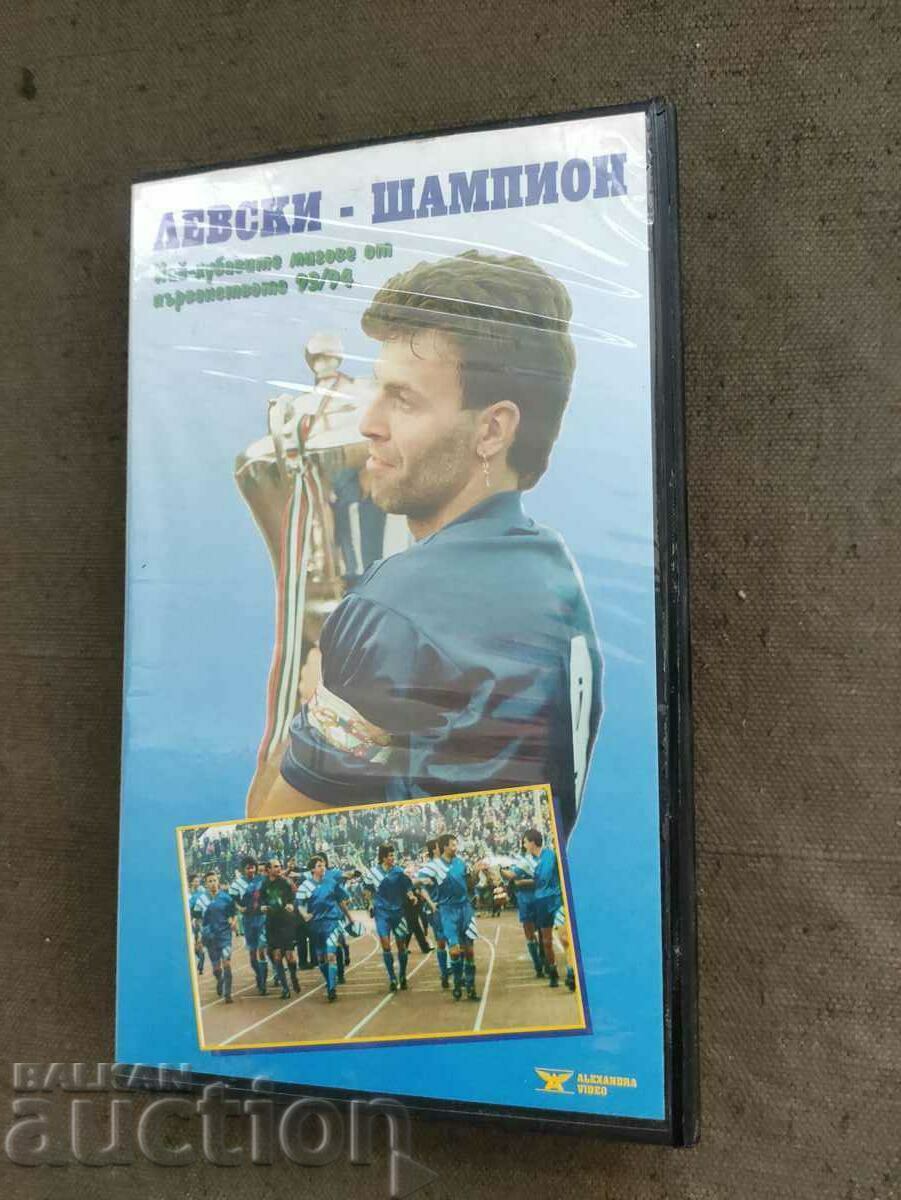 ЛЕВСКИ - ШАМПИОН
Най-хубавите мигове от
първенството 93/94
ALEXANDRA
VIDEO
BALKAN
auction